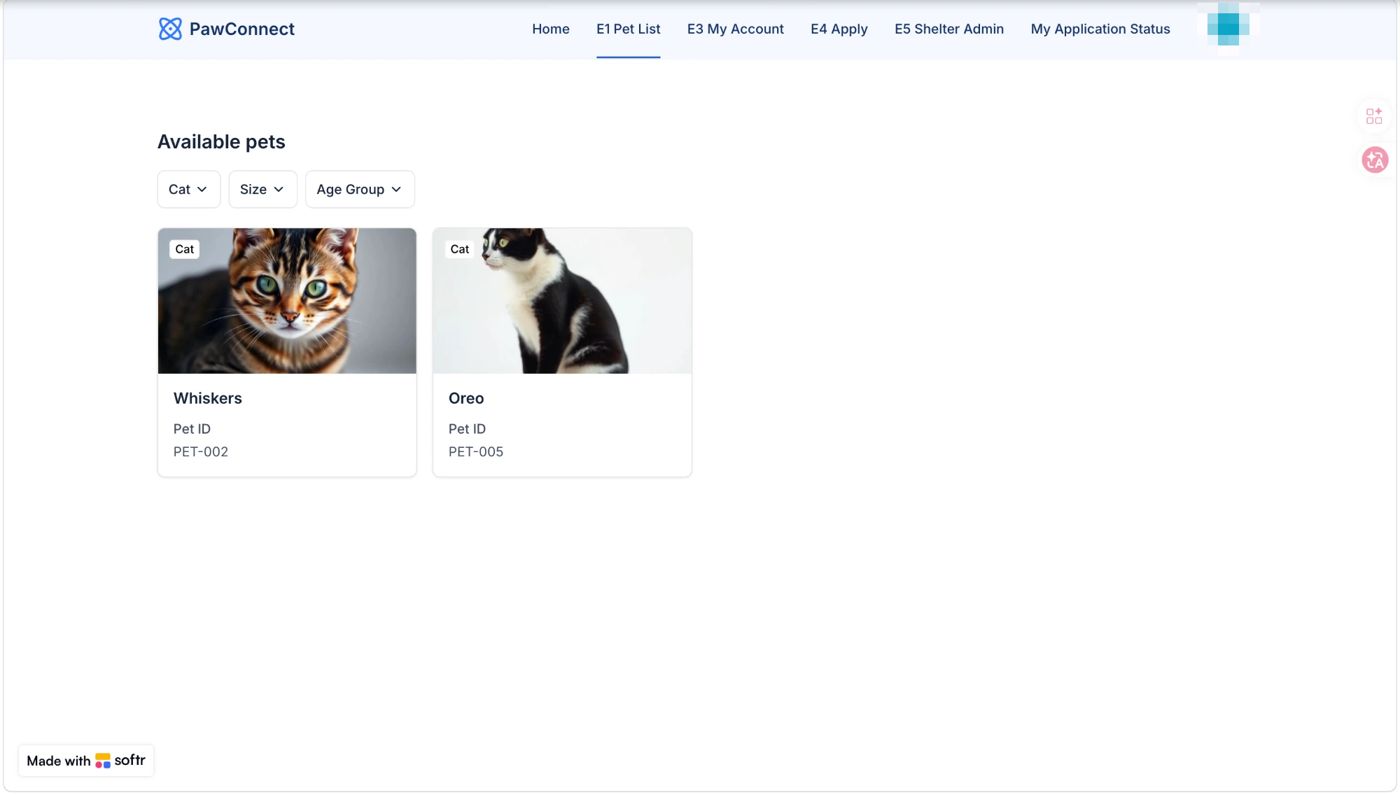 PawConnect
Home E1 Pet List E3 My Account E4 Apply E5 Shelter Admin My Application Status
Available pets
Cat Size Age Group
Cat
Whiskers
Pet ID
PET-002
Cat
Oreo
Pet ID
PET-005
Made with softr